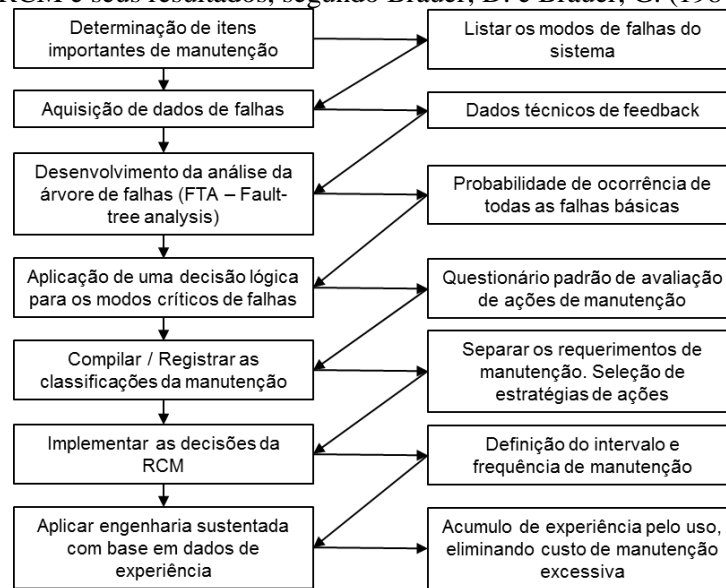 RCM e seus resultados, segundo Brauer, D. e Brauer, G. (198
Determinação de itens
importantes de manutenção
Listar os modos de falhas do
sistema
Aquisição de dados de falhas
Dados técnicos de feedback
Desenvolvimento da análise da
árvore de falhas (FTA – Fault-
tree analysis)
Probabilidade de ocorrência de
todas as falhas básicas
Aplicação de uma decisão lógica
para os modos críticos de falhas
Questionário padrão de avaliação
de ações de manutenção
Compilar / Registrar as
classificações da manutenção
Separar os requerimentos de
manutenção. Seleção de
estratégias de ações
Implementar as decisões da
RCM
Definição do intervalo e
frequência de manutenção
Aplicar engenharia sustentada
com base em dados de
experiência
Acumulo de experiência pelo uso,
eliminando custo de manutenção
excessiva